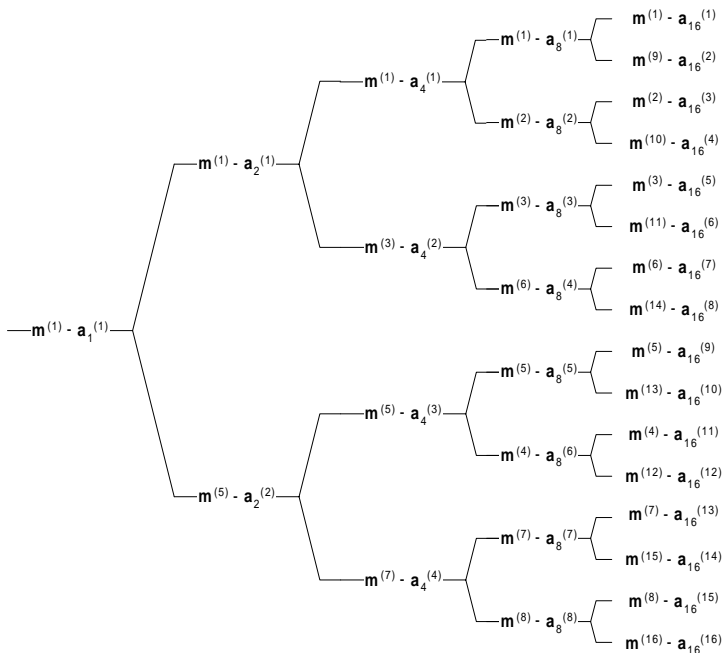 m(1) - a16(1)
m(1) - a8(1)
m(9) - a16(2)
m(1) - a4(1)
m(2) - a16(3)
m(2) - a8(2)
m(10) - a16(4)
m(1) - a2(1)
m(3) - a16(5)
m(3) - a8(3)
m(11) - a16(6)
m(3) - a4(2)
m(6) - a16(7)
m(6) - a8(4)
m(14) - a16(8)
m(1) - a1(1)
m(5) - a16(9)
m(5) - a8(5)
m(13) - a16(10)
m(5) - a4(3)
m(4) - a16(11)
m(4) - a8(6)
m(12) - a16(12)
m(5) - a2(2)
m(7) - a16(13)
m(7) - a8(7)
m(15) - a16(14)
m(7) - a4(4)
m(8) - a16(15)
m(8) - a8(8)
m(16) - a16(16)